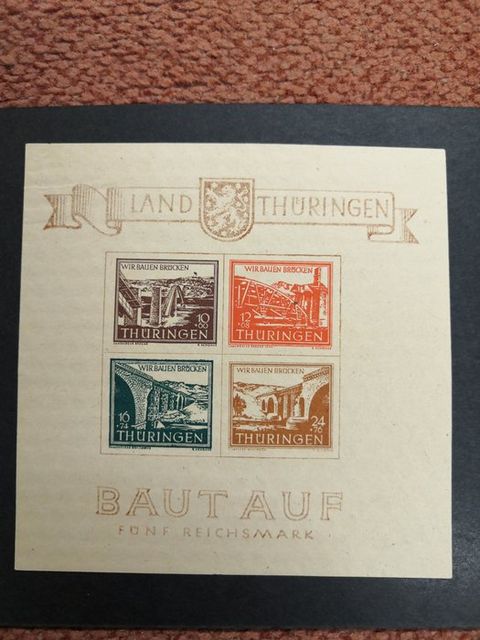 LAND THÜRINGEN
WIR BAUEN BRÜCKEN
10
+60
THÜRINGEN
WIR BAUEN BRÜCKEN
12
+68
THÜRINGEN
WIR BAUEN BRÜCKEN
16
+74
THÜRINGEN
WIR BAUEN BRÜCKEN
24
+76
THÜRINGEN
BAUT AUF
FÜNF REICHSMARK